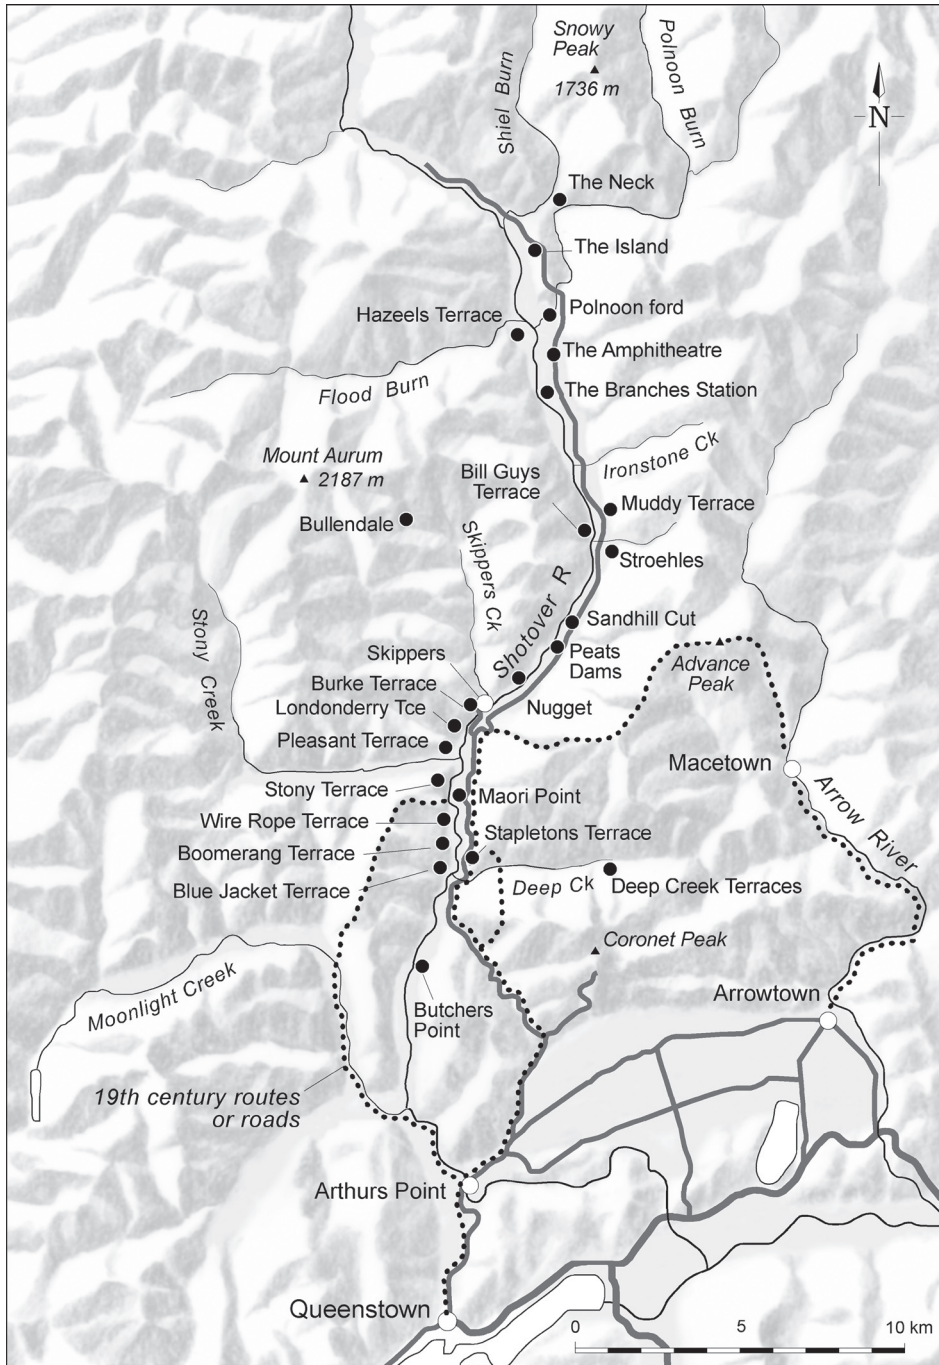 Snowy
Peak
1736 m
Shiel Burn
Polnoon Burn
N
The Neck
The Island
Hazeels Terrace
Polnoon ford
The Amphitheatre
Flood Burn
The Branches Station
Mount Aurum
2187 m
Ironstone Ck
Bill Guys
Terrace
Muddy Terrace
Bullendale
Skippers Ck
Stroehles
Shotover R
Stony Creek
Sandhill Cut
Skippers
Peats
Dams
Advance
Peak
Burke Terrace
Londonderry Tce
Nugget
Pleasant Terrace
Macetown
Stony Terrace
Maori Point
Arrow River
Wire Rope Terrace
Stapletons Terrace
Boomerang Terrace
Blue Jacket Terrace
Deep Ck
Deep Creek Terraces
Coronet Peak
Moonlight Creek
Arrowtown
Butchers
Point
19th century routes
or roads
Arthurs Point
Queenstown
0 5 10 km